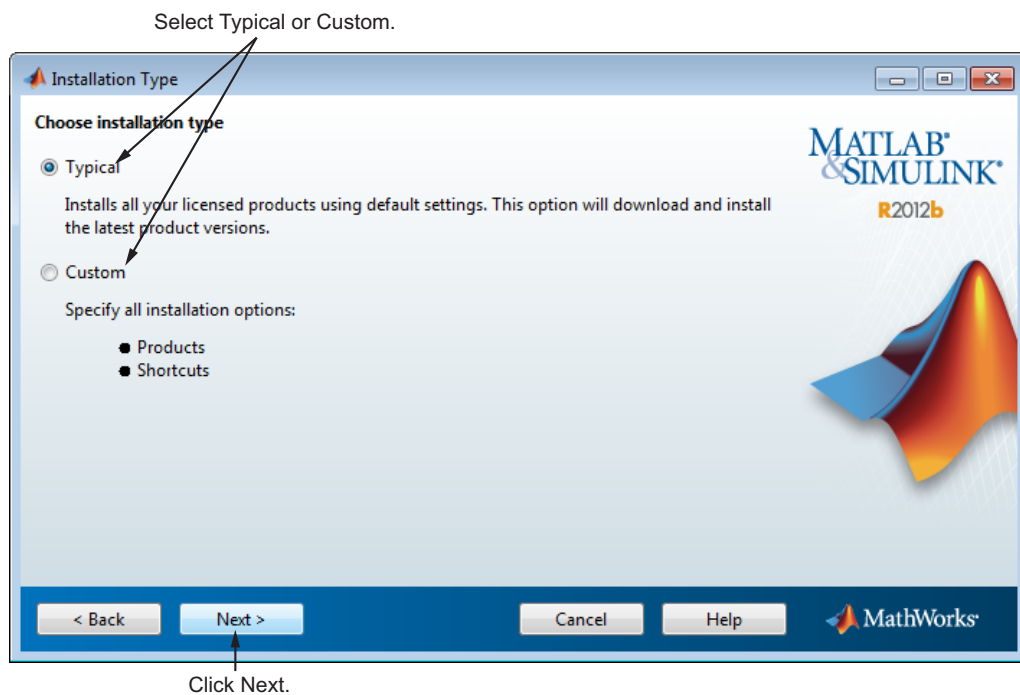 Select Typical or Custom.
Installation Type
Choose installation type
Typical
Installs all your licensed products using default settings. This option will download and install
the latest product versions.
Custom
Specify all installation options:
Products
Shortcuts
MATLAB®
&SIMULINK®
R2012b
< Back
Next >
Cancel
Help
MathWorks®
Click Next.